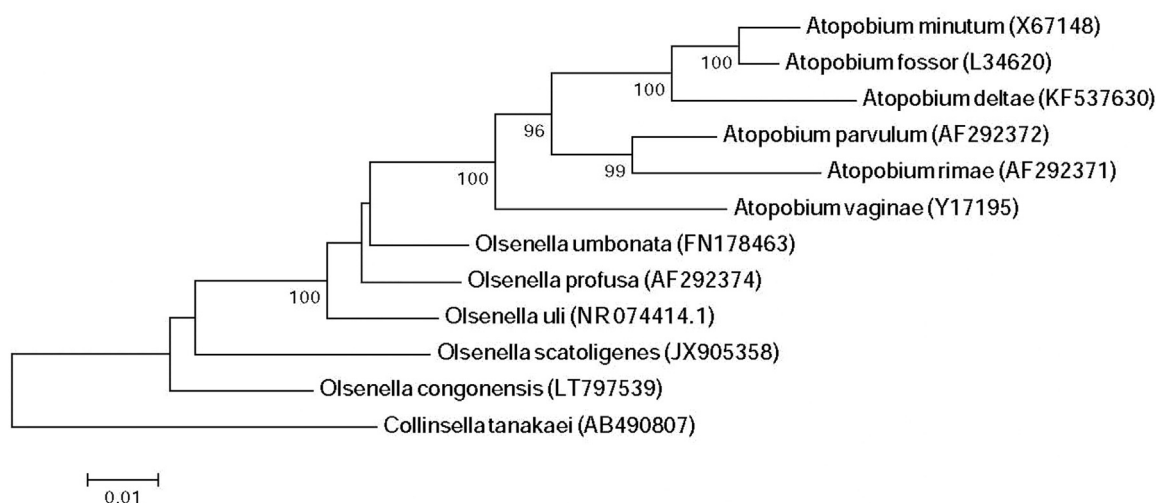 Atopobium minutum (X67148)
100
Atopobium fossor (L34620)
100
Atopobium deltae (KF537630)
96
Atopobium parvulum (AF292372)
99
Atopobium rimae (AF292371)
100
Atopobium vaginae (Y17195)
Olsenella umbonata (FN178463)
Olsenella profusa (AF292374)
100
Olsenella uli (NR 074414.1)
Olsenella scatoligenes (JX905358)
Olsenella congonensis (LT797539)
Collinsella tanakaei (AB490807)
0.01